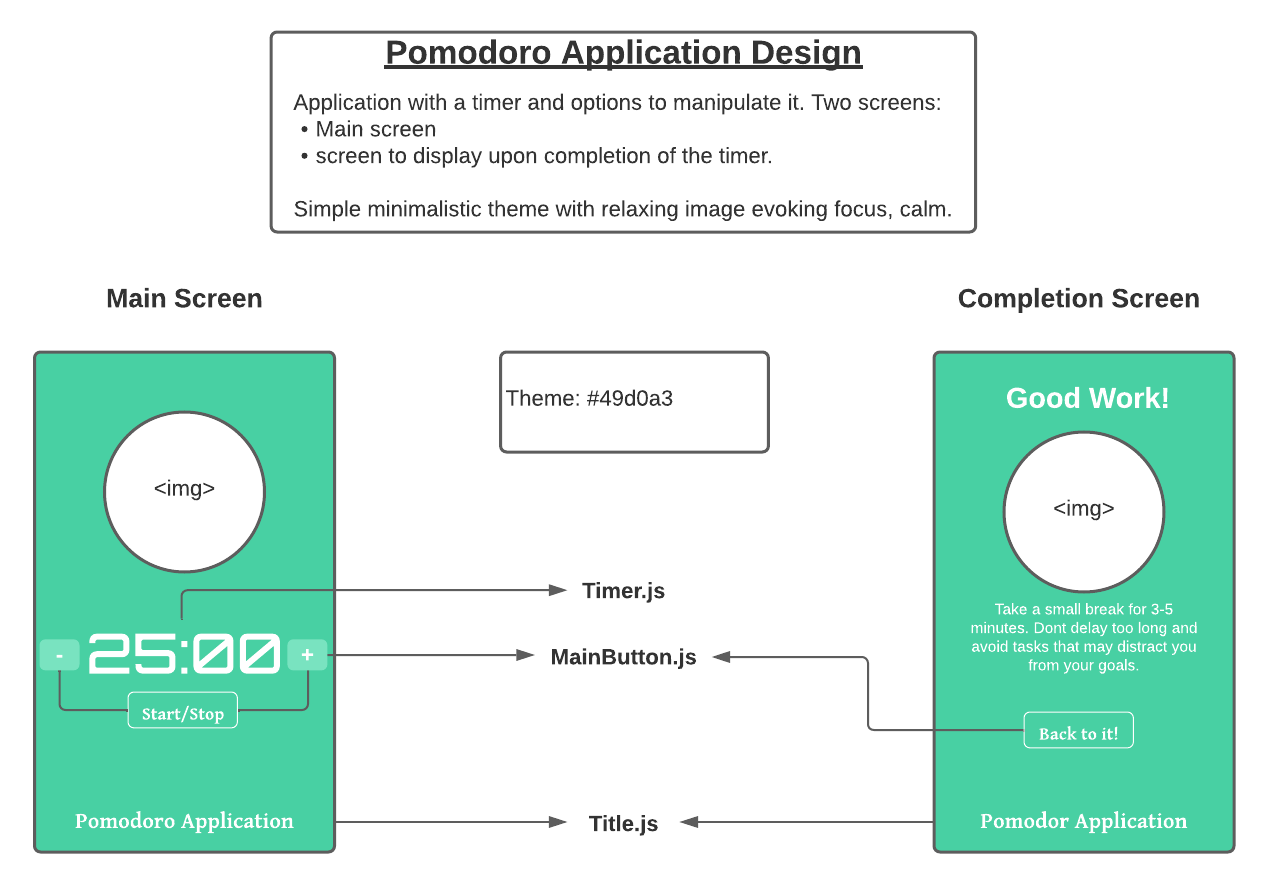 Pomodoro Application Design
Application with a timer and options to manipulate it. Two screens:
• Main screen
• screen to display upon completion of the timer.
Simple minimalistic theme with relaxing image evoking focus, calm.
Main Screen
Completion Screen
Theme: #49d0a3
<img>
Timer.js
- 25:00 +
MainButton.js
Start/Stop
Pomodoro Application
Title.js
Good Work!
<img>
Take a small break for 3-5
minutes. Dont delay too long and
avoid tasks that may distract you
from your goals.
Back to it!
Pomodor Application